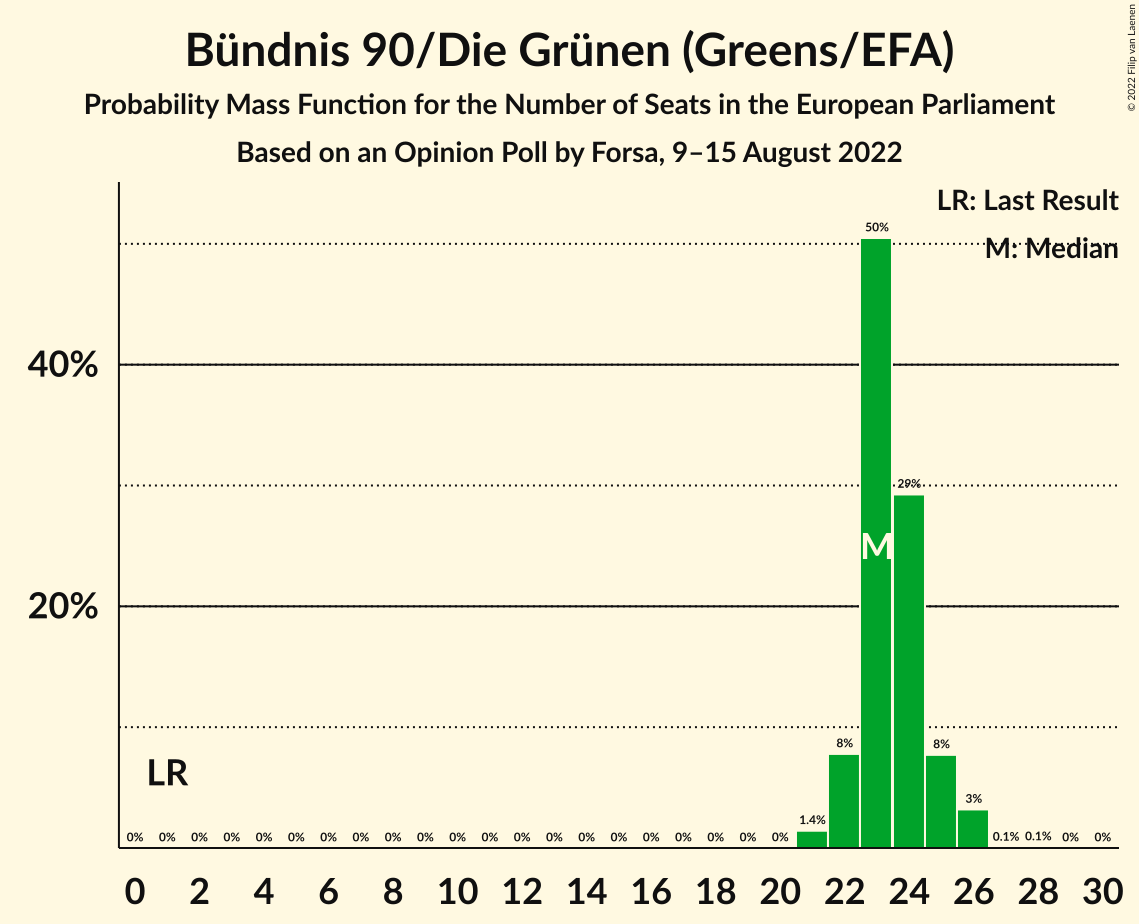 Bündnis 90/Die Grünen (Greens/EFA)
Probability Mass Function for the Number of Seats in the European Parliament
Based on an Opinion Poll by Forsa, 9–15 August 2022
© 2022 Filip van Laenen
LR: Last Result
M: Median
50%
40%
29%
M
20%
LR
8%
8%
3%
1.4%
0% 0% 0% 0% 0% 0% 0% 0% 0% 0% 0% 0% 0% 0% 0% 0% 0% 0% 0% 0% 0% 0.1% 0.1% 0% 0%
0 2 4 6 8 10 12 14 16 18 20 22 24 26 28 30